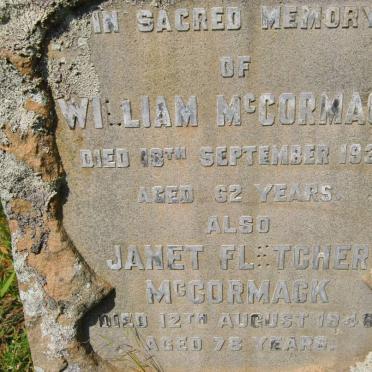 IN SACRED MEMORY
OF
WILLIAM McCORMACK
DIED 18TH SEPTEMBER
AGED 62 YEARS.
ALSO
JANET FLETCHER
McCORMACK
DIED 12TH AUGUST
AGED 78 YEARS.